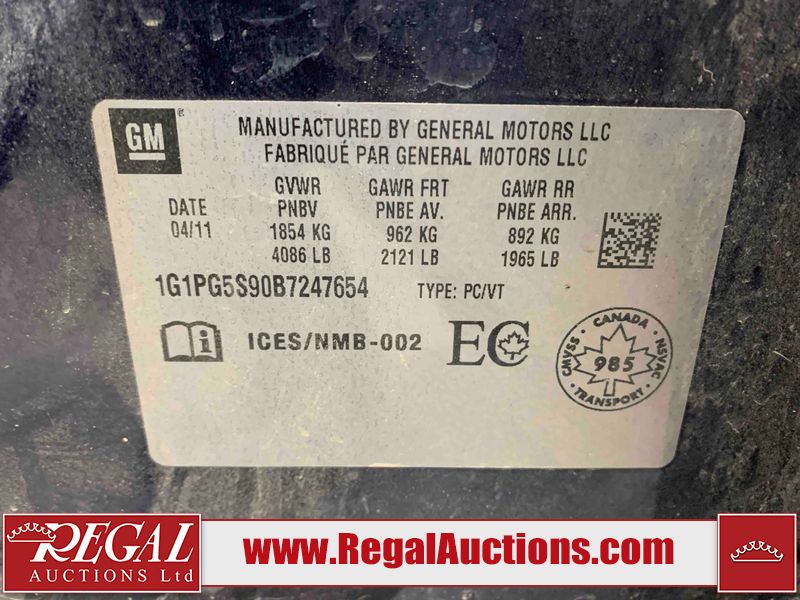 GM
MANUFACTURED BY GENERAL MOTORS LLC
FABRIQUÉ PAR GENERAL MOTORS LLC
DATE
04/11
GVWR
PNBV
1854 KG
4086 LB
GAWR FRT
PNBE AV.
962 KG
2121 LB
GAWR RR
PNBE ARR.
892 KG
1965 LB
1G1PG5S90B7247654 TYPE: PC/VT
i ICES/NMB-002 EC
CANADA
CMVSS 985 NSVAC
TRANSPORT
REGAL
AUCTIONS Ltd
www.RegalAuctions.com